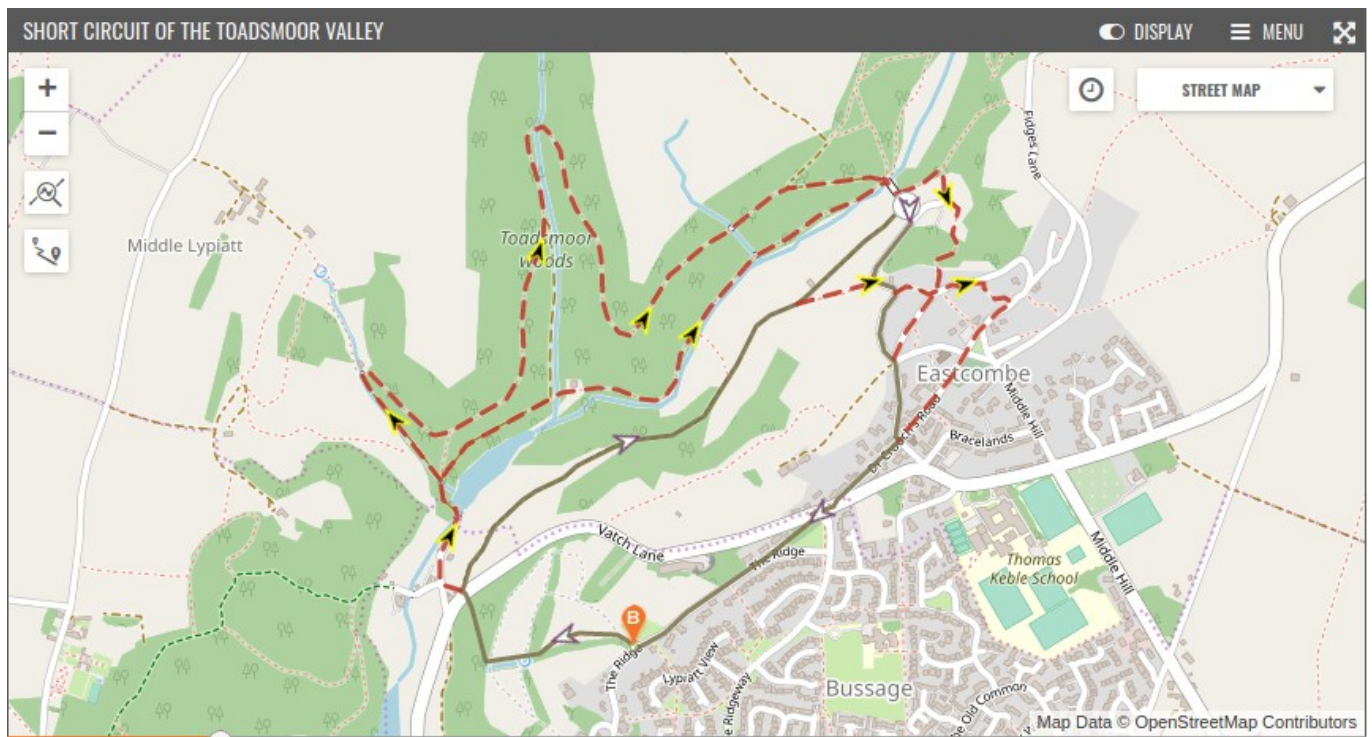 SHORT CIRCUIT OF THE TOADSMOOR VALLEY
DISPLAY
MENU
+
−
STREET MAP
Fidges Lane
Middle Lypiatt
Toadsmoor
woods
Eastcombe
Middle Hill
Dr Crouch's Road
Bracelands
Vatch Lane
The Ridge
Thomas
Keble School
Middle Hill
B
The Ridge
Lypiatt View
Bussage
The Old Common
Map Data © OpenStreetMap Contributors